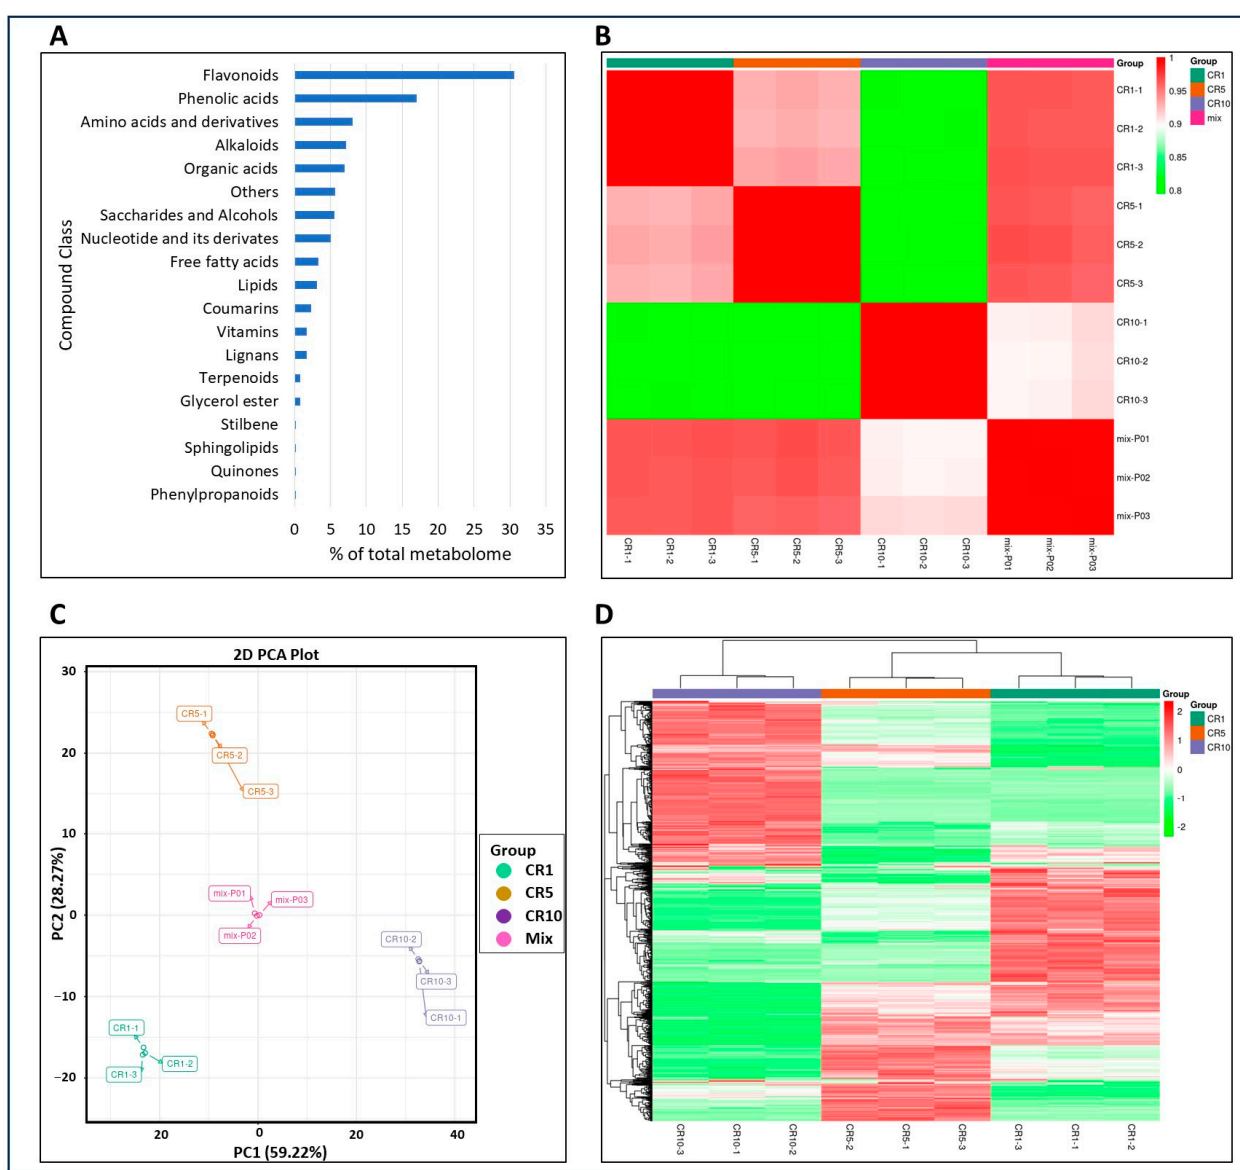 A
Flavonoids
Phenolic acids
Amino acids and derivatives
Alkaloids
Organic acids
Others
Saccharides and Alcohols
Nucleotide and its derivates
Free fatty acids
Lipids
Coumarins
Vitamins
Lignans
Terpenoids
Glycerol ester
Stilbene
Sphingolipids
Quinones
Phenylpropanoids
Compound Class
0 5 10 15 20 25 30 35
% of total metabolome
B
Group
CR1-1
CR1-2
CR1-3
CR5-1
CR5-2
CR5-3
CR10-1
CR10-2
CR10-3
mix-P01
mix-P02
mix-P03
CR1-1 CR1-2 CR1-3 CR5-1 CR5-2 CR5-3 CR10-1 CR10-2 CR10-3 mix-P01 mix-P02 mix-P03
1
0.95
0.9
0.85
0.8
Group
CR1
CR5
CR10
mix
C
2D PCA Plot
30
20
10
0
−10
−20
PC2 (28.27%)
CR5-1
CR5-2
CR5-3
mix-P01
mix-P03
mix-P02
CR10-2
CR10-3
CR10-1
CR1-1
CR1-2
CR1-3
20 0 20 40
PC1 (59.22%)
Group
CR1
CR5
CR10
Mix
D
Group
2
1
0
-1
-2
Group
CR1
CR5
CR10
CR10-3 CR10-1 CR10-2 CR5-2 CR5-1 CR5-3 CR1-3 CR1-1 CR1-2